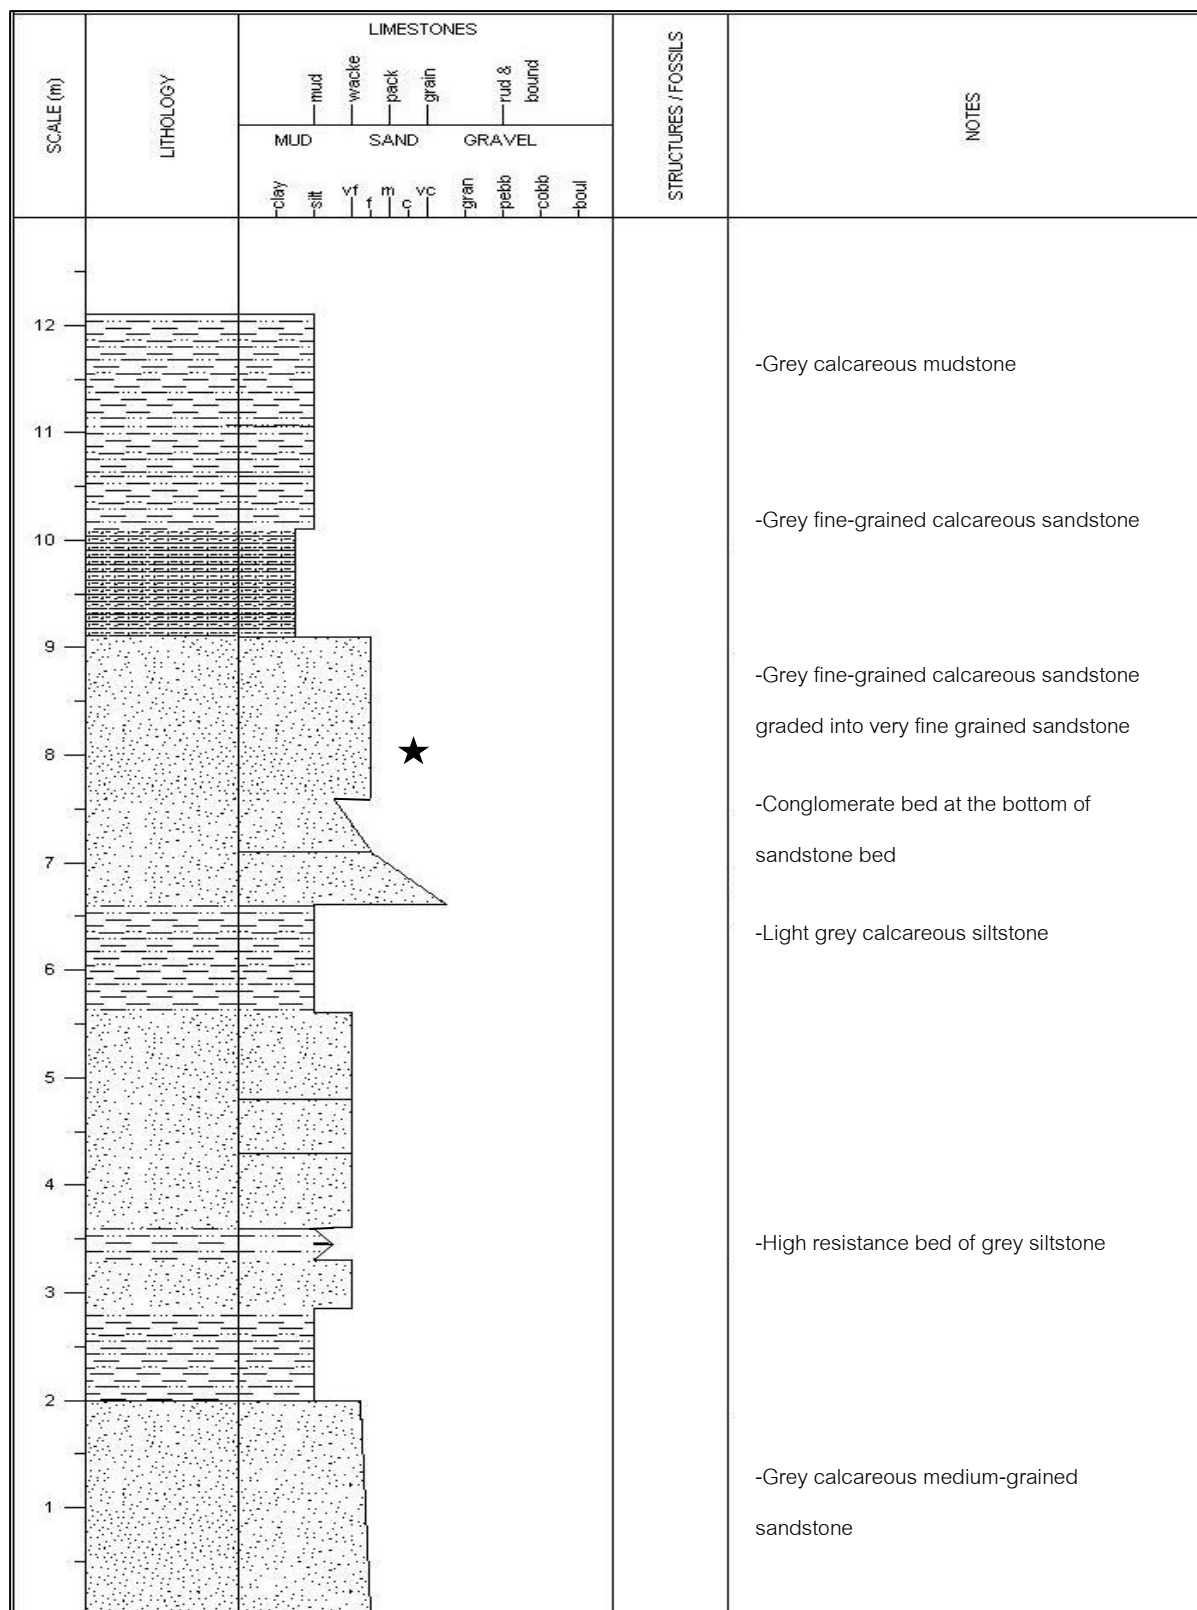 SCALE (m)
LITHOLOGY
LIMESTONES
mud
wacke
pack
grain
rud &
bound
MUD
SAND
GRAVEL
clay
silt
vf
f
m
c
vc
gran
pebb
cobb
boul
STRUCTURES / FOSSILS
NOTES
12
11
10
9
8
7
6
5
4
3
2
1
-Grey calcareous mudstone
-Grey fine-grained calcareous sandstone
-Grey fine-grained calcareous sandstone
graded into very fine grained sandstone
-Conglomerate bed at the bottom of
sandstone bed
-Light grey calcareous siltstone
-High resistance bed of grey siltstone
-Grey calcareous medium-grained
sandstone